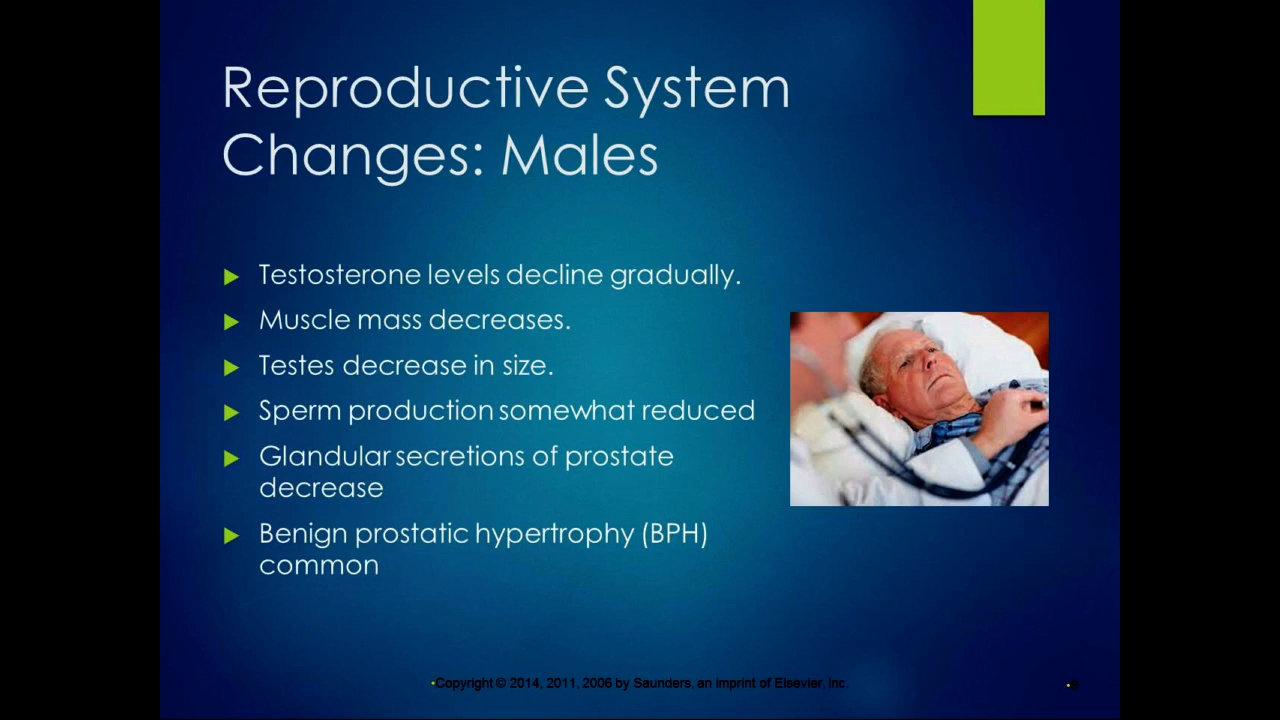 Reproductive System
Changes: Males
Testosterone levels decline gradually.
Muscle mass decreases.
Testes decrease in size.
Sperm production somewhat reduced
Glandular secretions of prostate
decrease
Benign prostatic hypertrophy (BPH)
common
•Copyright © 2014, 2011, 2006 by Saunders, an imprint of Elsevier, Inc.